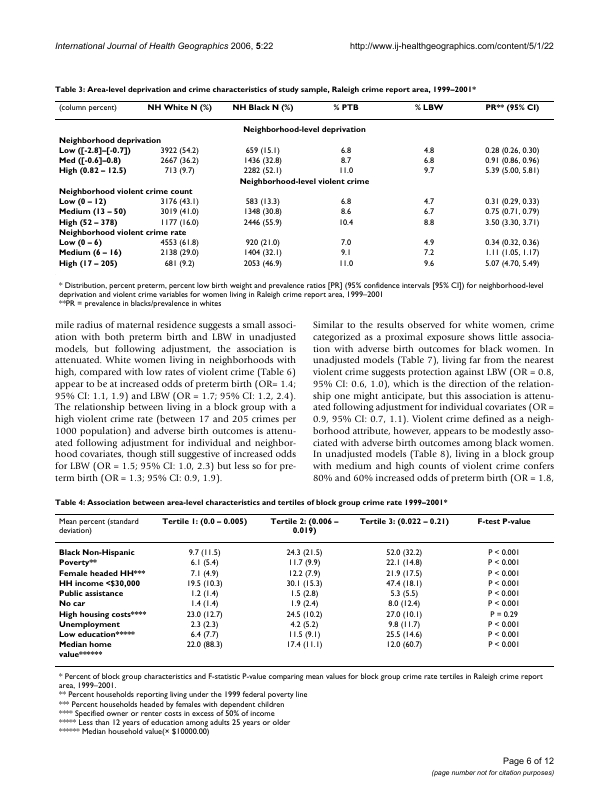 International Journal of Health Geographics 2006, 5:22 http://www.ij-healthgeographics.com/content/5/1/22
Table 3: Area-level deprivation and crime characteristics of study sample, Raleigh crime report area, 1999–2001*
(column percent) NH White N (%) NH Black N (%) % PTB % LBW PR** (95% CI)
Neighborhood-level deprivation
Neighborhood deprivation
Low ([-2.8]–[-0.7]) 3922 (54.2) 659 (15.1) 6.8 4.8 0.28 (0.26, 0.30)
Med ([-0.6]–0.8) 2667 (36.2) 1436 (32.8) 8.7 6.8 0.91 (0.86, 0.96)
High (0.82 – 12.5) 713 (9.7) 2282 (52.1) 11.0 9.7 5.39 (5.00, 5.81)
Neighborhood-level violent crime
Neighborhood violent crime count
Low (0 – 12) 3176 (43.1) 583 (13.3) 6.8 4.7 0.31 (0.29, 0.33)
Medium (13 – 50) 3019 (41.0) 1348 (30.8) 8.6 6.7 0.75 (0.71, 0.79)
High (52 – 378) 1177 (16.0) 2446 (55.9) 10.4 8.8 3.50 (3.30, 3.71)
Neighborhood violent crime rate
Low (0 – 6) 4553 (61.8) 920 (21.0) 7.0 4.9 0.34 (0.32, 0.36)
Medium (6 – 16) 2138 (29.0) 1404 (32.1) 9.1 7.2 1.11 (1.05, 1.17)
High (17 – 205) 681 (9.2) 2053 (46.9) 11.0 9.6 5.07 (4.70, 5.49)
* Distribution, percent preterm, percent low birth weight and prevalence ratios [PR] (95% confidence intervals [95% CI]) for neighborhood-level
deprivation and violent crime variables for women living in Raleigh crime report area, 1999–2001
**PR = prevalence in blacks/prevalence in whites
mile radius of maternal residence suggests a small associ-
ation with both preterm birth and LBW in unadjusted
models, but following adjustment, the association is
attenuated. White women living in neighborhoods with
high, compared with low rates of violent crime (Table 6)
appear to be at increased odds of preterm birth (OR= 1.4;
95% CI: 1.1, 1.9) and LBW (OR = 1.7; 95% CI: 1.2, 2.4).
The relationship between living in a block group with a
high violent crime rate (between 17 and 205 crimes per
1000 population) and adverse birth outcomes is attenu-
ated following adjustment for individual and neighbor-
hood covariates, though still suggestive of increased odds
for LBW (OR = 1.5; 95% CI: 1.0, 2.3) but less so for pre-
term birth (OR = 1.3; 95% CI: 0.9, 1.9).
Similar to the results observed for white women, crime
categorized as a proximal exposure shows little associa-
tion with adverse birth outcomes for black women. In
unadjusted models (Table 7), living far from the nearest
violent crime suggests protection against LBW (OR = 0.8,
95% CI: 0.6, 1.0), which is the direction of the relation-
ship one might anticipate, but this association is attenu-
ated following adjustment for individual covariates (OR =
0.9, 95% CI: 0.7, 1.1). Violent crime defined as a neigh-
borhood attribute, however, appears to be modestly asso-
ciated with adverse birth outcomes among black women.
In unadjusted models (Table 8), living in a block group
with medium and high counts of violent crime confers
80% and 60% increased odds of preterm birth (OR = 1.8,
Table 4: Association between area-level characteristics and tertiles of block group crime rate 1999–2001*
Mean percent (standard deviation) Tertile 1: (0.0 – 0.005) Tertile 2: (0.006 – 0.019) Tertile 3: (0.022 – 0.21) F-test P-value
Black Non-Hispanic 9.7 (11.5) 24.3 (21.5) 52.0 (32.2) P < 0.001
Poverty** 6.1 (5.4) 11.7 (9.9) 22.1 (14.8) P < 0.001
Female headed HH*** 7.1 (4.9) 12.2 (7.9) 21.9 (17.5) P < 0.001
HH income <$30,000 19.5 (10.3) 30.1 (15.3) 47.4 (18.1) P < 0.001
Public assistance 1.2 (1.4) 1.5 (2.8) 5.3 (5.5) P < 0.001
No car 1.4 (1.4) 1.9 (2.4) 8.0 (12.4) P < 0.001
High housing costs**** 23.0 (12.7) 24.5 (10.2) 27.0 (10.1) P = 0.29
Unemployment 2.3 (2.3) 4.2 (5.2) 9.8 (11.7) P < 0.001
Low education***** 6.4 (7.7) 11.5 (9.1) 25.5 (14.6) P < 0.001
Median home value****** 22.0 (88.3) 17.4 (11.1) 12.0 (60.7) P < 0.001
* Percent of block group characteristics and F-statistic P-value comparing mean values for block group crime rate tertiles in Raleigh crime report
area, 1999–2001.
** Percent households reporting living under the 1999 federal poverty line
*** Percent households headed by females with dependent children
**** Specified owner or renter costs in excess of 50% of income
***** Less than 12 years of education among adults 25 years or older
****** Median household value(× $10000.00)
Page 6 of 12
(page number not for citation purposes)